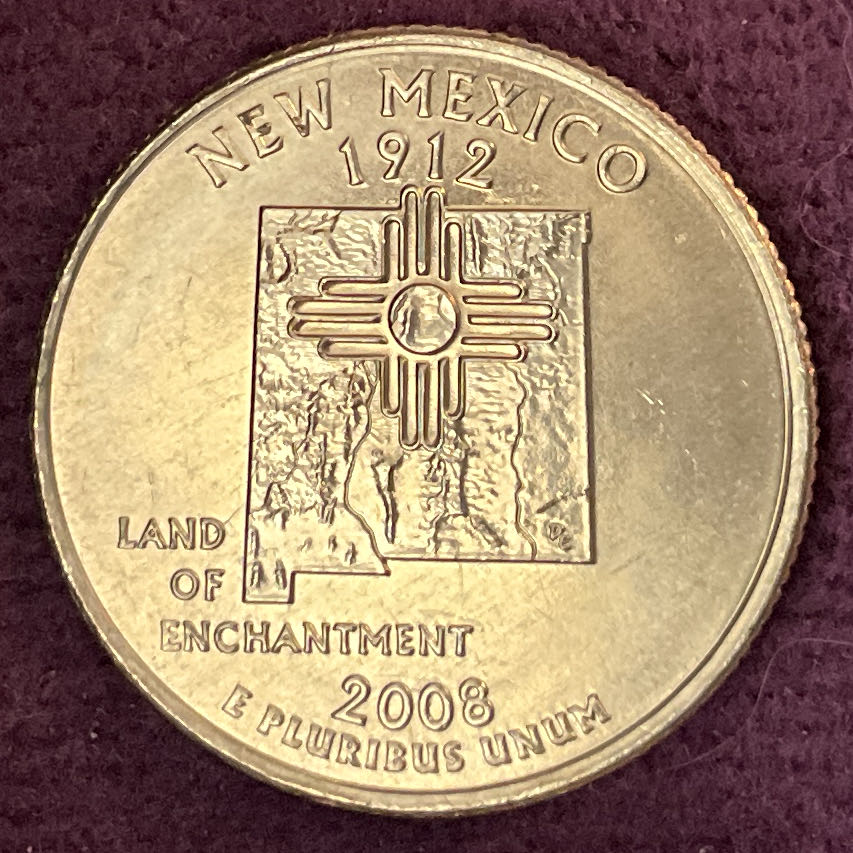 NEW MEXICO
1912
LAND
OF
ENCHANTMENT
2008
E PLURIBUS UNUM